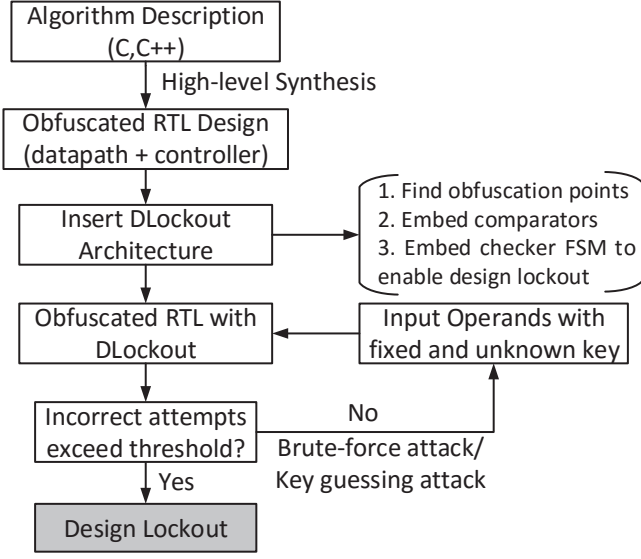 Algorithm Description
(C,C++)
High-level Synthesis
Obfuscated RTL Design
(datapath + controller)
Insert DLockout
Architecture
1. Find obfuscation points
2. Embed comparators
3. Embed checker FSM to
enable design lockout
Obfuscated RTL with
DLockout
Input Operands with
fixed and unknown key
Incorrect attempts
exceed threshold?
No
Brute-force attack/
Key guessing attack
Yes
Design Lockout